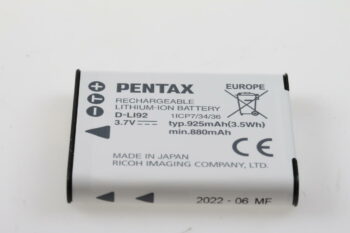 PENTAX
RECHARGEABLE
LITHIUM-ION BATTERY
D-LI92 1ICP7/34/36
3.7V⎓ typ.925mAh(3.5Wh)
min.880mAh
EUROPE
MADE IN JAPAN
RICOH IMAGING COMPANY, LTD.
2022-06 MF